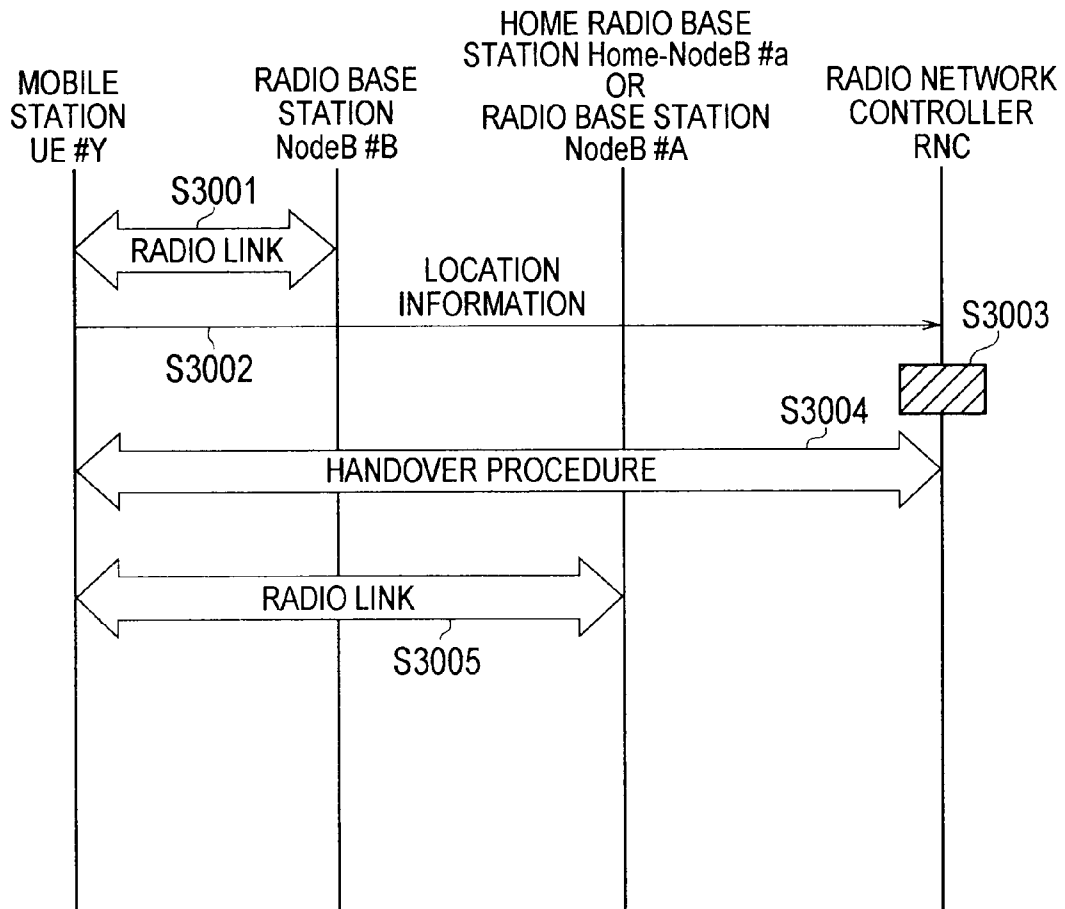 MOBILE
STATION
UE #Y
RADIO BASE
STATION
NodeB #B
HOME RADIO BASE
STATION Home-NodeB #a
OR
RADIO BASE STATION
NodeB #A
RADIO NETWORK
CONTROLLER
RNC
S3001
RADIO LINK
LOCATION
INFORMATION
S3002
S3003
S3004
HANDOVER PROCEDURE
RADIO LINK
S3005